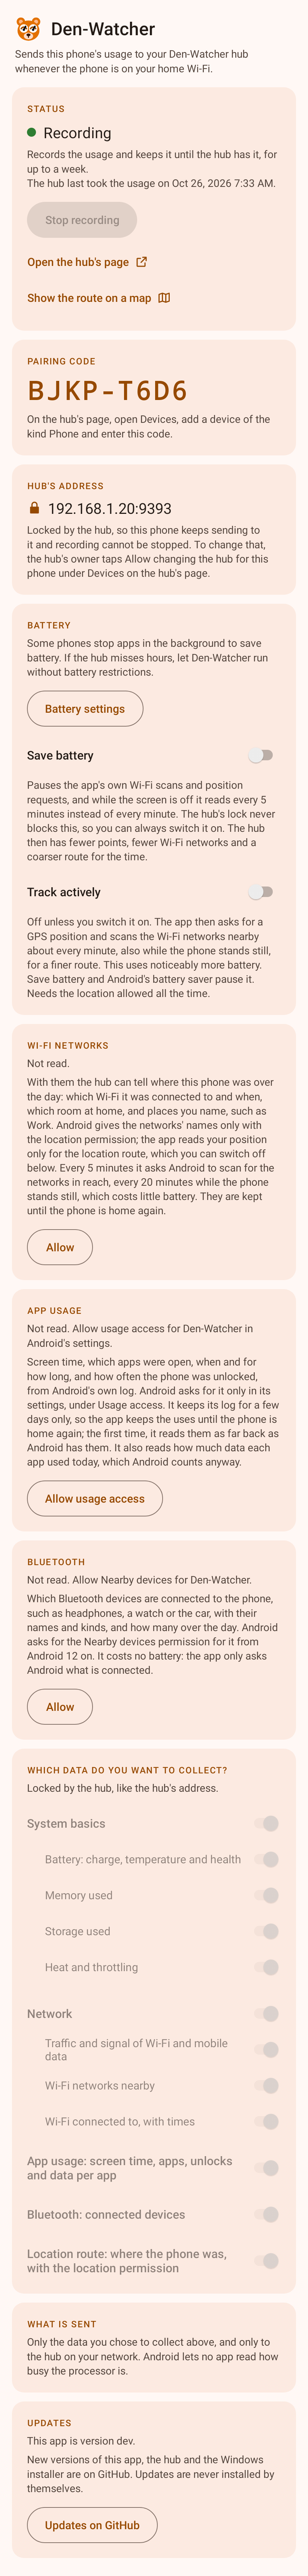 Den-Watcher
Sends this phone's usage to your Den-Watcher hub
whenever the phone is on your home Wi-Fi.
STATUS
Recording
Records the usage and keeps it until the hub has it, for
up to a week.
The hub last took the usage on Oct 26, 2026 7:33 AM.
Stop recording
Open the hub's page
Show the route on a map
PAIRING CODE
BJKP-T6D6
On the hub's page, open Devices, add a device of the
kind Phone and enter this code.
HUB'S ADDRESS
192.168.1.20:9393
Locked by the hub, so this phone keeps sending to
it and recording cannot be stopped. To change that,
the hub's owner taps Allow changing the hub for this
phone under Devices on the hub's page.
BATTERY
Some phones stop apps in the background to save
battery. If the hub misses hours, let Den-Watcher run
without battery restrictions.
Battery settings
Save battery
Pauses the app's own Wi-Fi scans and position
requests, and while the screen is off it reads every 5
minutes instead of every minute. The hub's lock never
blocks this, so you can always switch it on. The hub
then has fewer points, fewer Wi-Fi networks and a
coarser route for the time.
Track actively
Off unless you switch it on. The app then asks for a
GPS position and scans the Wi-Fi networks nearby
about every minute, also while the phone stands still,
for a finer route. This uses noticeably more battery.
Save battery and Android's battery saver pause it.
Needs the location allowed all the time.
WI-FI NETWORKS
Not read.
With them the hub can tell where this phone was over
the day: which Wi-Fi it was connected to and when,
which room at home, and places you name, such as
Work. Android gives the networks' names only with
the location permission; the app reads your position
only for the location route, which you can switch off
below. Every 5 minutes it asks Android to scan for the
networks in reach, every 20 minutes while the phone
stands still, which costs little battery. They are kept
until the phone is home again.
Allow
APP USAGE
Not read. Allow usage access for Den-Watcher in
Android's settings.
Screen time, which apps were open, when and for
how long, and how often the phone was unlocked,
from Android's own log. Android asks for it only in its
settings, under Usage access. It keeps its log for a few
days only, so the app keeps the uses until the phone is
home again; the first time, it reads them as far back as
Android has them. It also reads how much data each
app used today, which Android counts anyway.
Allow usage access
BLUETOOTH
Not read. Allow Nearby devices for Den-Watcher.
Which Bluetooth devices are connected to the phone,
such as headphones, a watch or the car, with their
names and kinds, and how many over the day. Android
asks for the Nearby devices permission for it from
Android 12 on. It costs no battery: the app only asks
Android what is connected.
Allow
WHICH DATA DO YOU WANT TO COLLECT?
Locked by the hub, like the hub's address.
System basics
Battery: charge, temperature and health
Memory used
Storage used
Heat and throttling
Network
Traffic and signal of Wi-Fi and mobile
data
Wi-Fi networks nearby
Wi-Fi connected to, with times
App usage: screen time, apps, unlocks
and data per app
Bluetooth: connected devices
Location route: where the phone was,
with the location permission
WHAT IS SENT
Only the data you chose to collect above, and only to
the hub on your network. Android lets no app read how
busy the processor is.
UPDATES
This app is version dev.
New versions of this app, the hub and the Windows
installer are on GitHub. Updates are never installed by
themselves.
Updates on GitHub